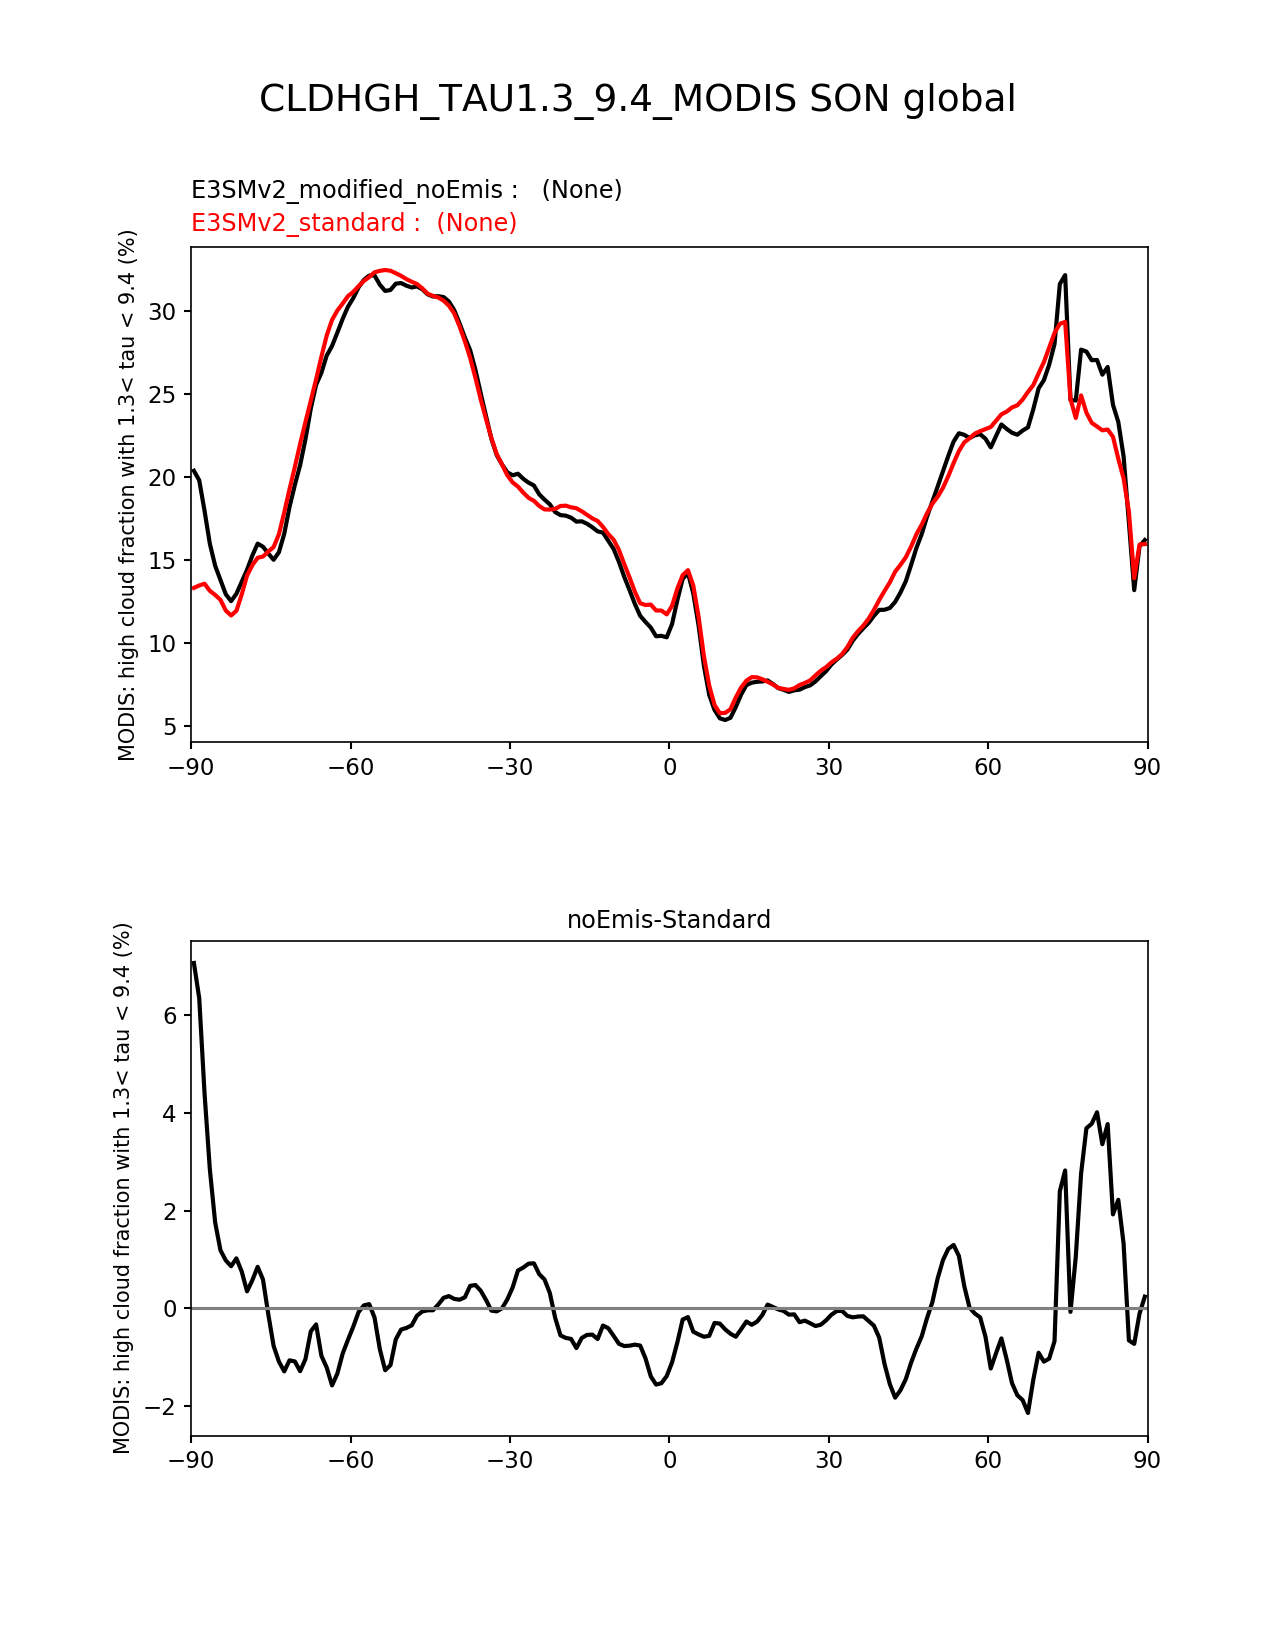 CLDHGH_TAU1.3_9.4_MODIS SON global
E3SMv2_modified_noEmis :   (None)
E3SMv2_standard :  (None)
MODIS: high cloud fraction with 1.3< tau < 9.4 (%)
30
25
20
15
10
5
−90 −60 −30 0 30 60 90
noEmis-Standard
MODIS: high cloud fraction with 1.3< tau < 9.4 (%)
6
4
2
0
−2
−90 −60 −30 0 30 60 90